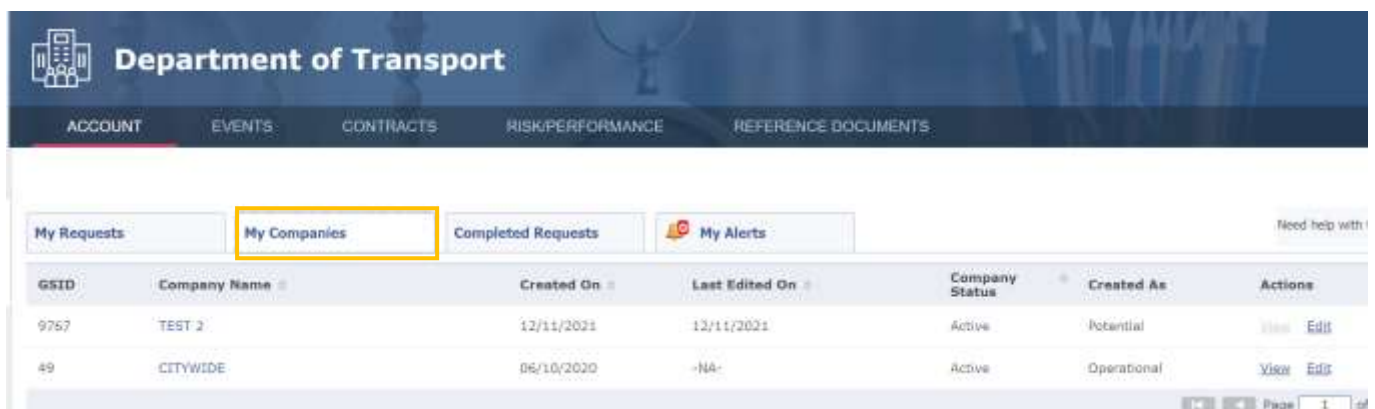 Department of Transport
ACCOUNT EVENTS CONTRACTS RISK/PERFORMANCE REFERENCE DOCUMENTS
My Requests My Companies Completed Requests My Alerts Need help with
GSID Company Name Created On Last Edited On Company Status Created As Actions
9767 TEST 2 12/11/2021 12/11/2021 Active Potential View Edit
49 CITYWIDE 06/10/2020 -NA- Active Operational View Edit
Page 1 of